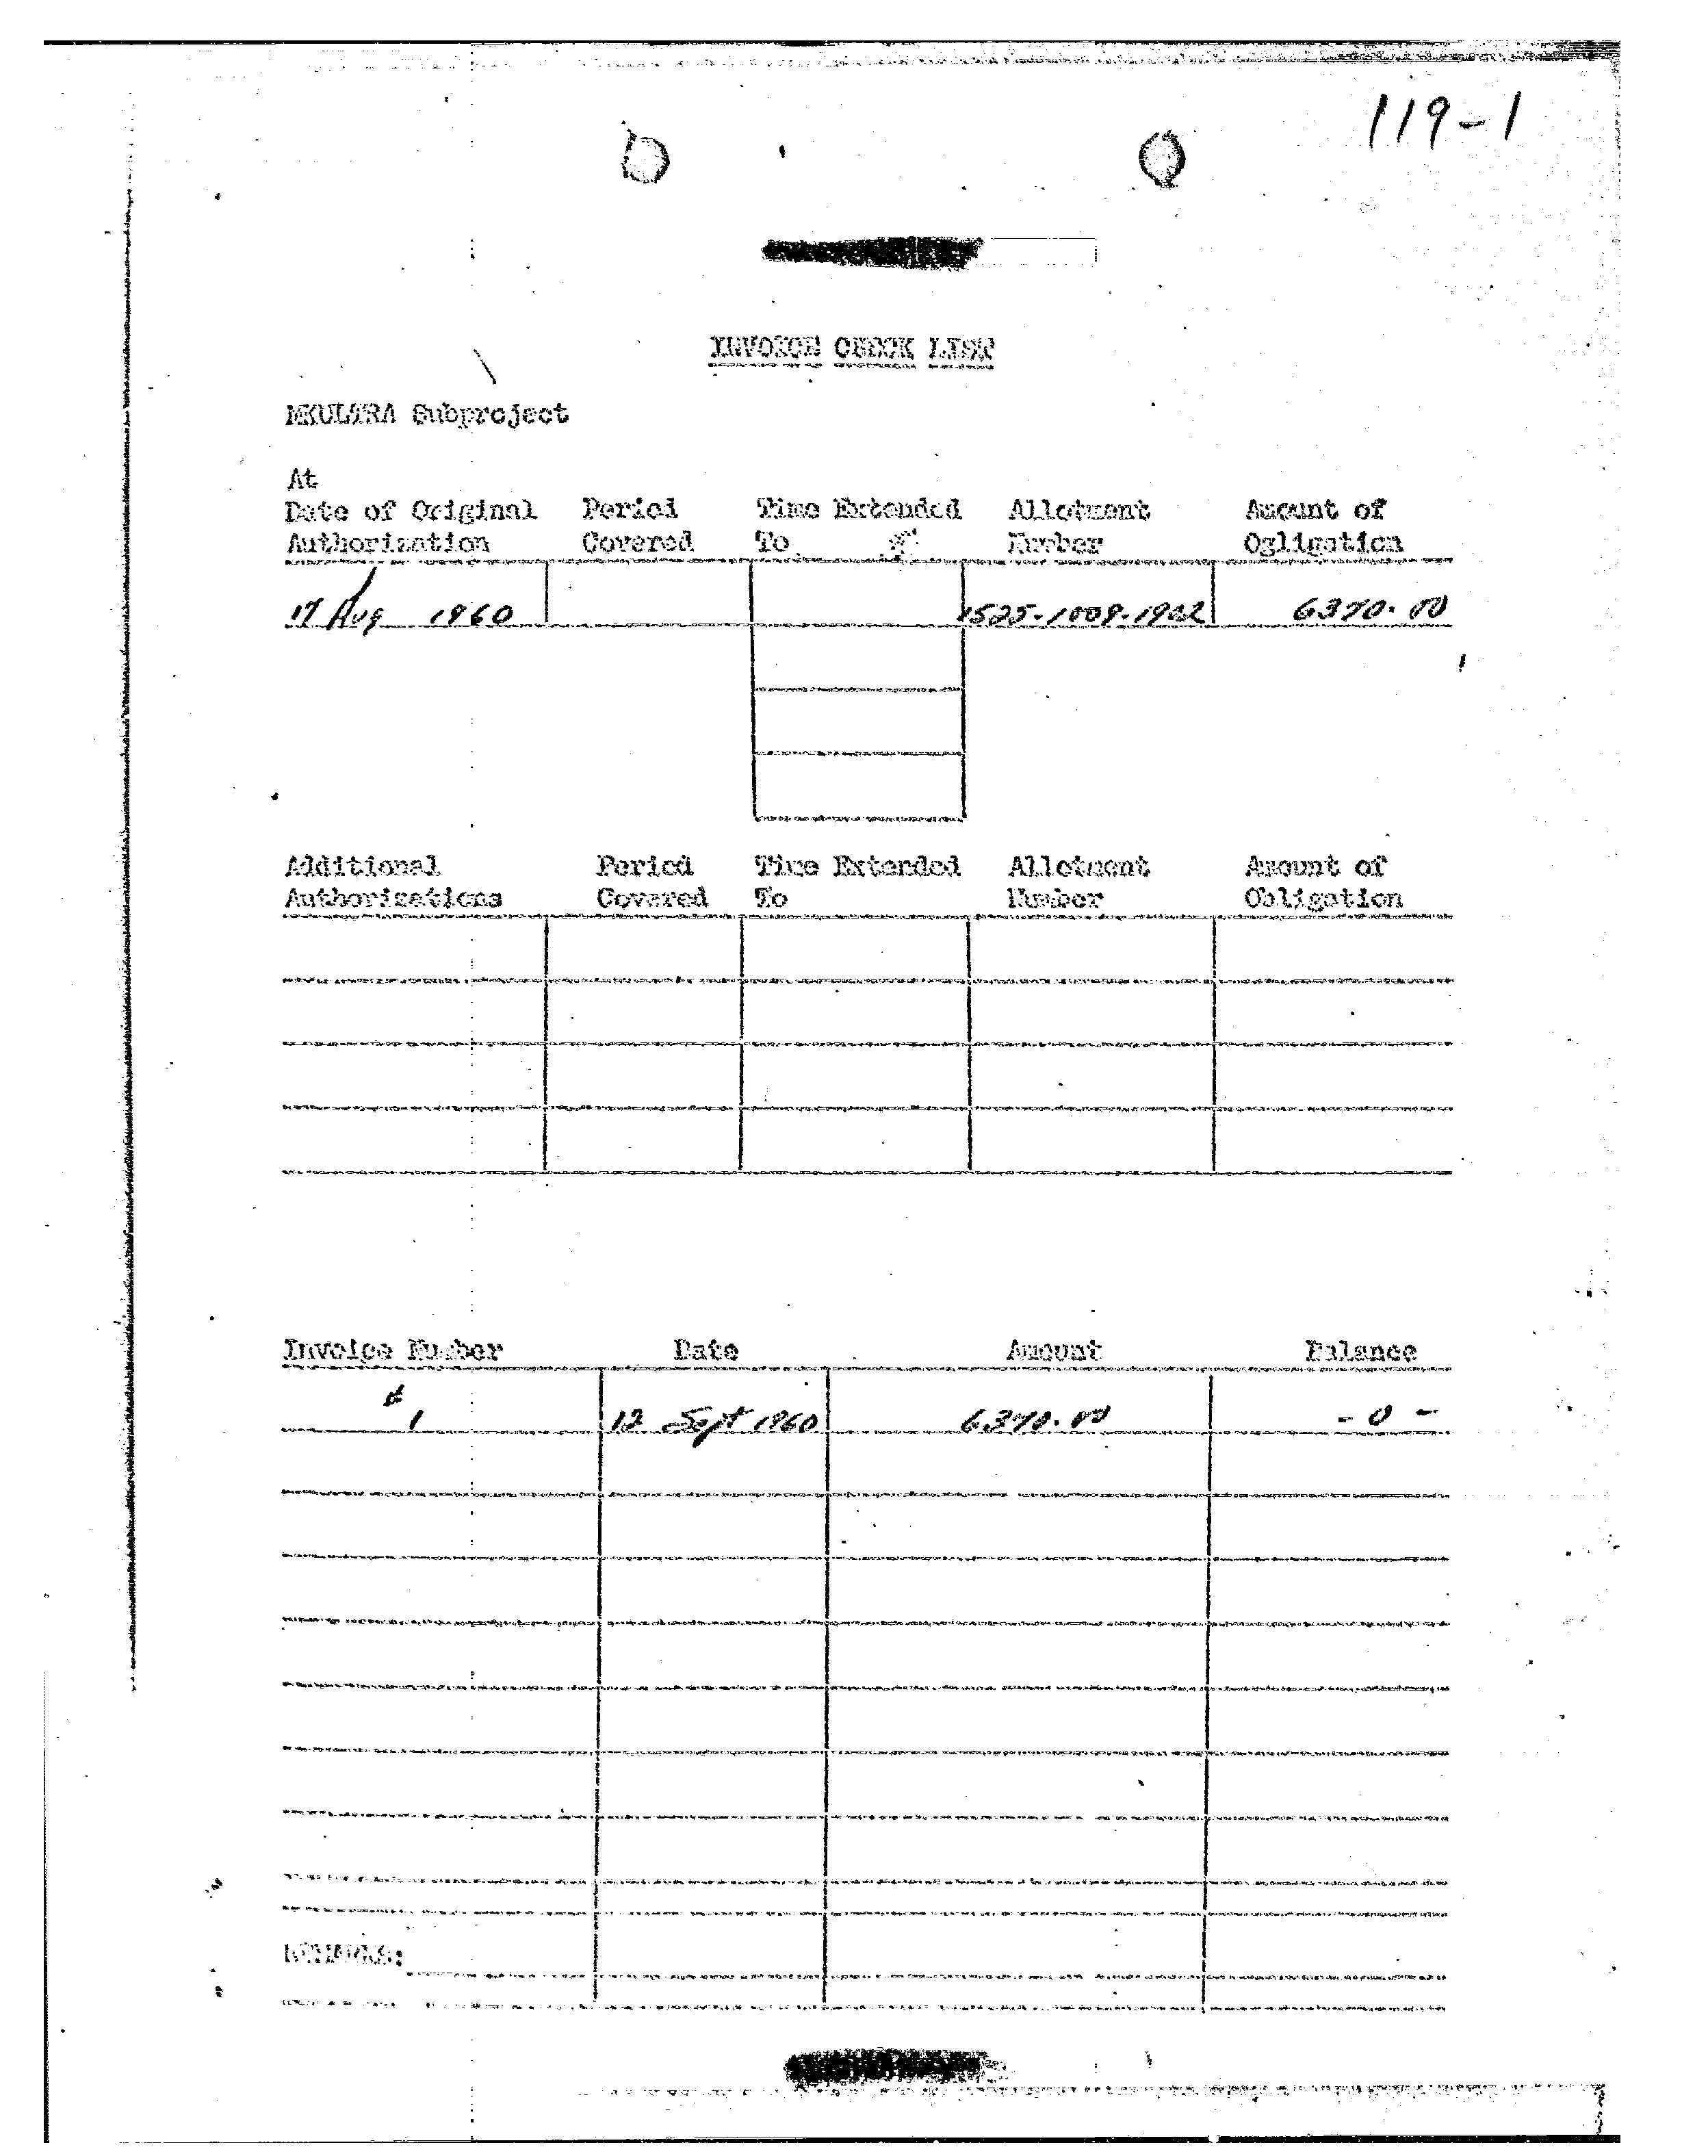 119-1
INVOICE CHECK LIST
MKULTRA Subproject
At
Date of Original Period Time Extended Allotment Amount of
Authorization Covered To Number Ogligation
17 Aug 1960 1525-1009-1902 6370.00
Additional Period Time Extended Allotment Amount of
Authorizations Covered To Number Obligation
Invoice Number Date Amount Balance
# 1 12 Sept 1960 6370.00 - 0 -
REMARKS: